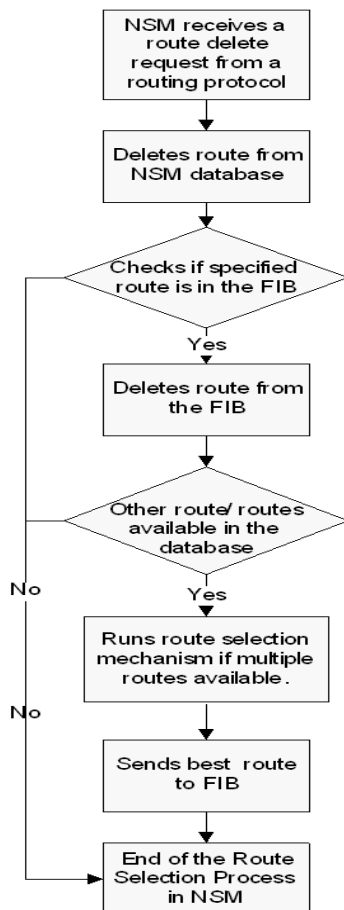 NSM receives a
route delete
request from a
routing protocol
Deletes route from
NSM database
Checks if specified
route is in the FIB
Yes
Deletes route from
the FIB
Other route/ routes
available in the
database
No
Yes
Runs route selection
mechanism if multiple
routes available.
No
Sends best route
to FIB
End of the Route
Selection Process
in NSM